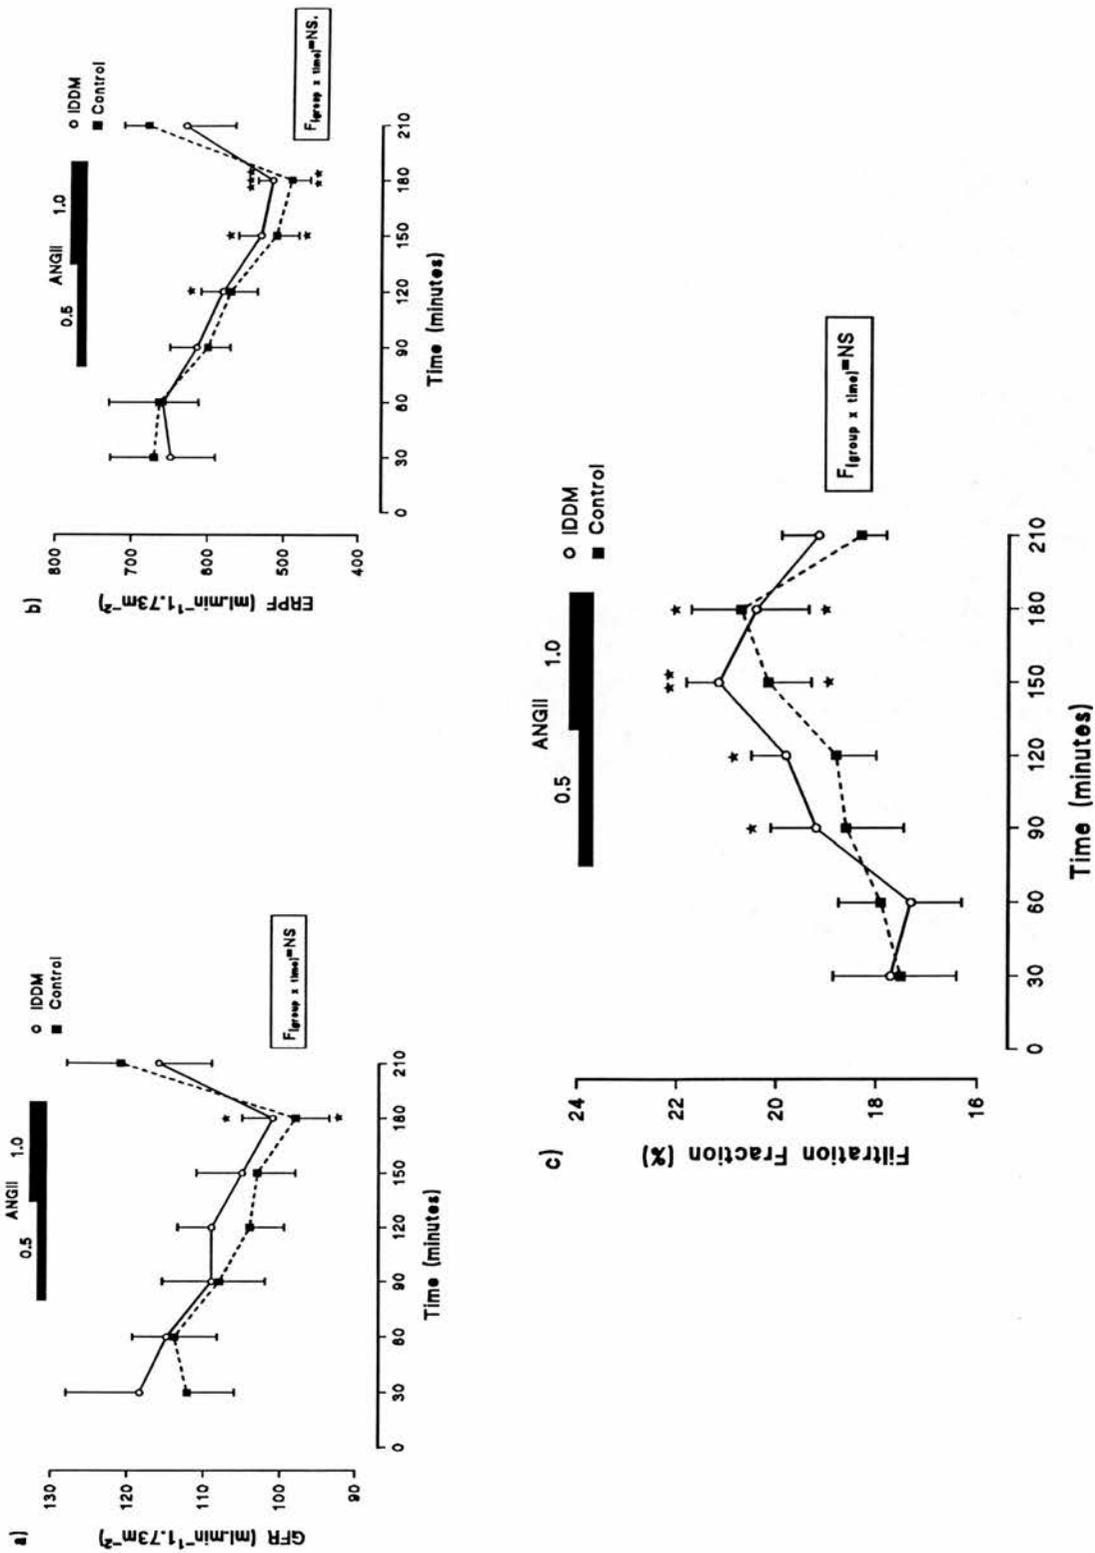 a)
GFR (ml.min⁻¹1.73m⁻²)
130
120
110
100
90
0.5 ANGII 1.0
○ IDDM
■ Control
★
★
F(group x time)=NS
0 30 60 90 120 150 180 210
Time (minutes)
b)
ERPF (ml.min⁻¹1.73m⁻²)
800
700
600
500
400
0.5 ANGII 1.0
○ IDDM
■ Control
★ ★ ★★★
★ ★★
F(group x time)=NS.
0 30 60 90 120 150 180 210
Time (minutes)
c)
Filtration Fraction (%)
24
22
20
18
16
0.5 ANGII 1.0
○ IDDM
■ Control
★ ★ ★★ ★
★ ★
F(group x time)=NS
0 30 60 90 120 150 180 210
Time (minutes)